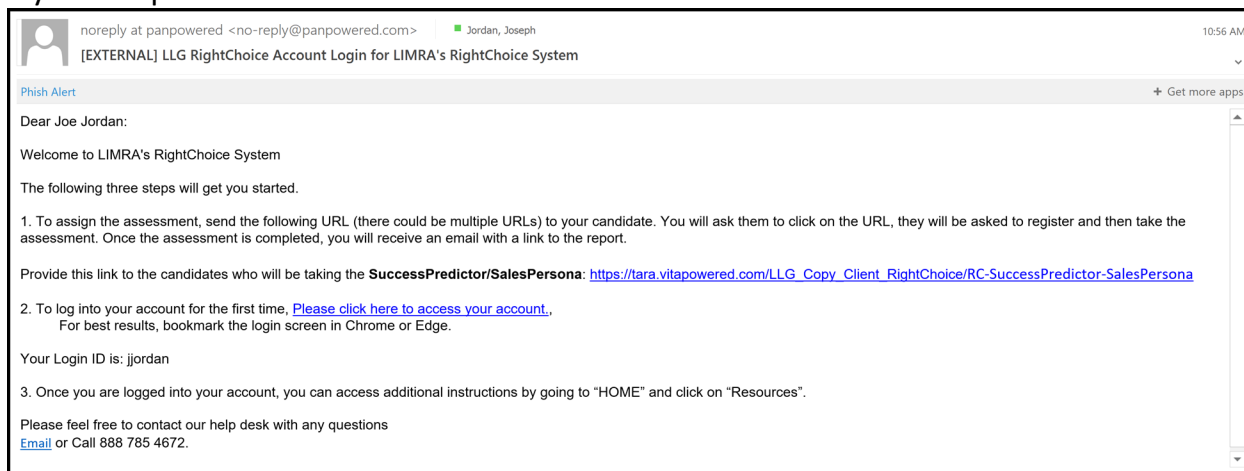 noreply at panpowered <no-reply@panpowered.com> Jordan, Joseph 10:56 AM
[EXTERNAL] LLG RightChoice Account Login for LIMRA's RightChoice System
Phish Alert + Get more apps
Dear Joe Jordan:
Welcome to LIMRA's RightChoice System
The following three steps will get you started.
1. To assign the assessment, send the following URL (there could be multiple URLs) to your candidate. You will ask them to click on the URL, they will be asked to register and then take the
assessment. Once the assessment is completed, you will receive an email with a link to the report.
Provide this link to the candidates who will be taking the SuccessPredictor/SalesPersona: https://tara.vitapowered.com/LLG_Copy_Client_RightChoice/RC-SuccessPredictor-SalesPersona
2. To log into your account for the first time, Please click here to access your account.,
For best results, bookmark the login screen in Chrome or Edge.
Your Login ID is: jjordan
3. Once you are logged into your account, you can access additional instructions by going to “HOME” and click on “Resources”.
Please feel free to contact our help desk with any questions
Email or Call 888 785 4672.